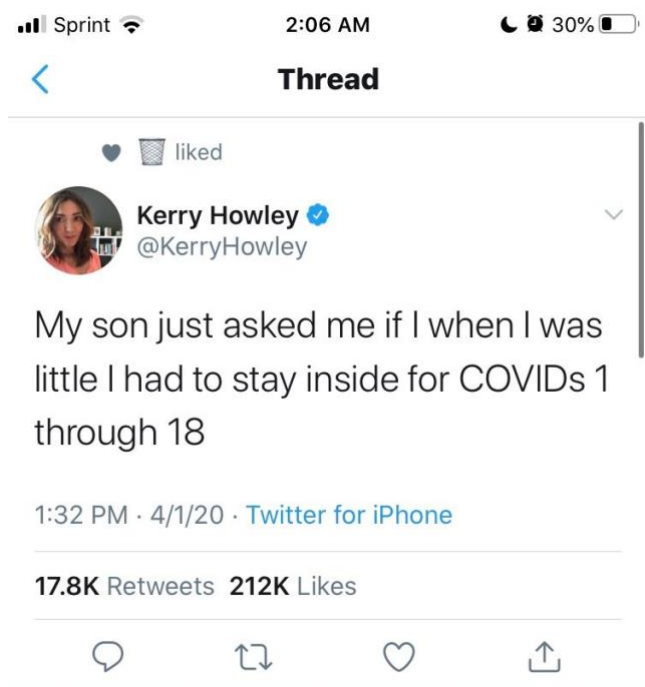 Sprint 2:06 AM 30%
Thread
liked
Kerry Howley
@KerryHowley
My son just asked me if I when I was
little I had to stay inside for COVIDs 1
through 18
1:32 PM · 4/1/20 · Twitter for iPhone
17.8K Retweets 212K Likes